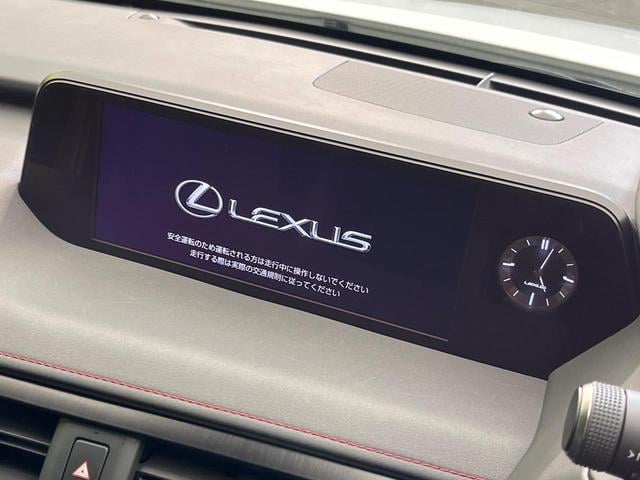 LEXUS
安全運転のため運転される方は走行中に操作しないでください
走行する際は実際の交通規制に従ってください
LEXUS